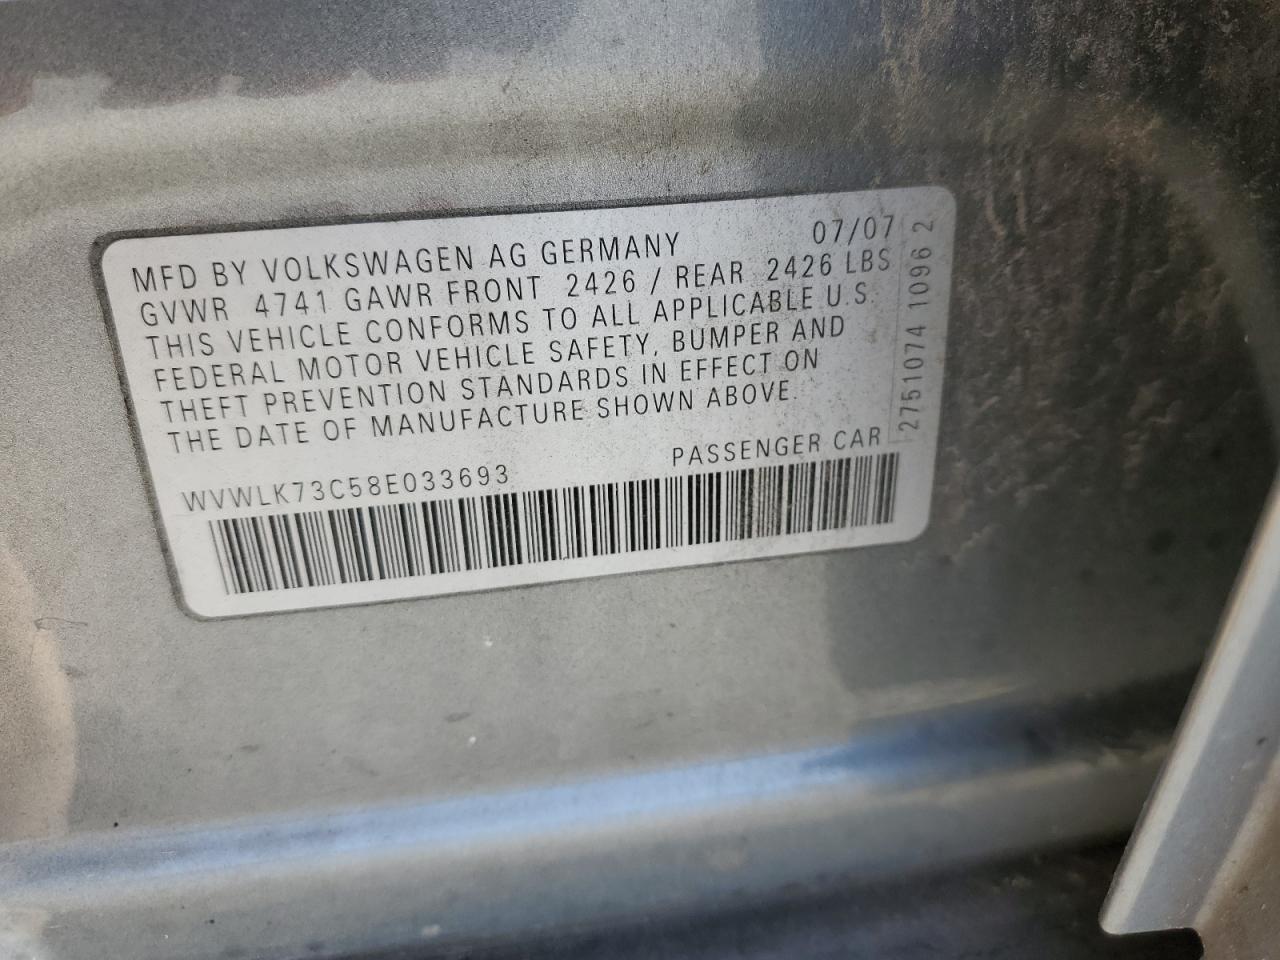 MFD BY VOLKSWAGEN AG GERMANY 07/07
GVWR 4741 GAWR FRONT 2426 / REAR 2426 LBS
THIS VEHICLE CONFORMS TO ALL APPLICABLE U.S.
FEDERAL MOTOR VEHICLE SAFETY, BUMPER AND
THEFT PREVENTION STANDARDS IN EFFECT ON
THE DATE OF MANUFACTURE SHOWN ABOVE.
WVWLK73C58E033693 PASSENGER CAR
2751074 1096 2